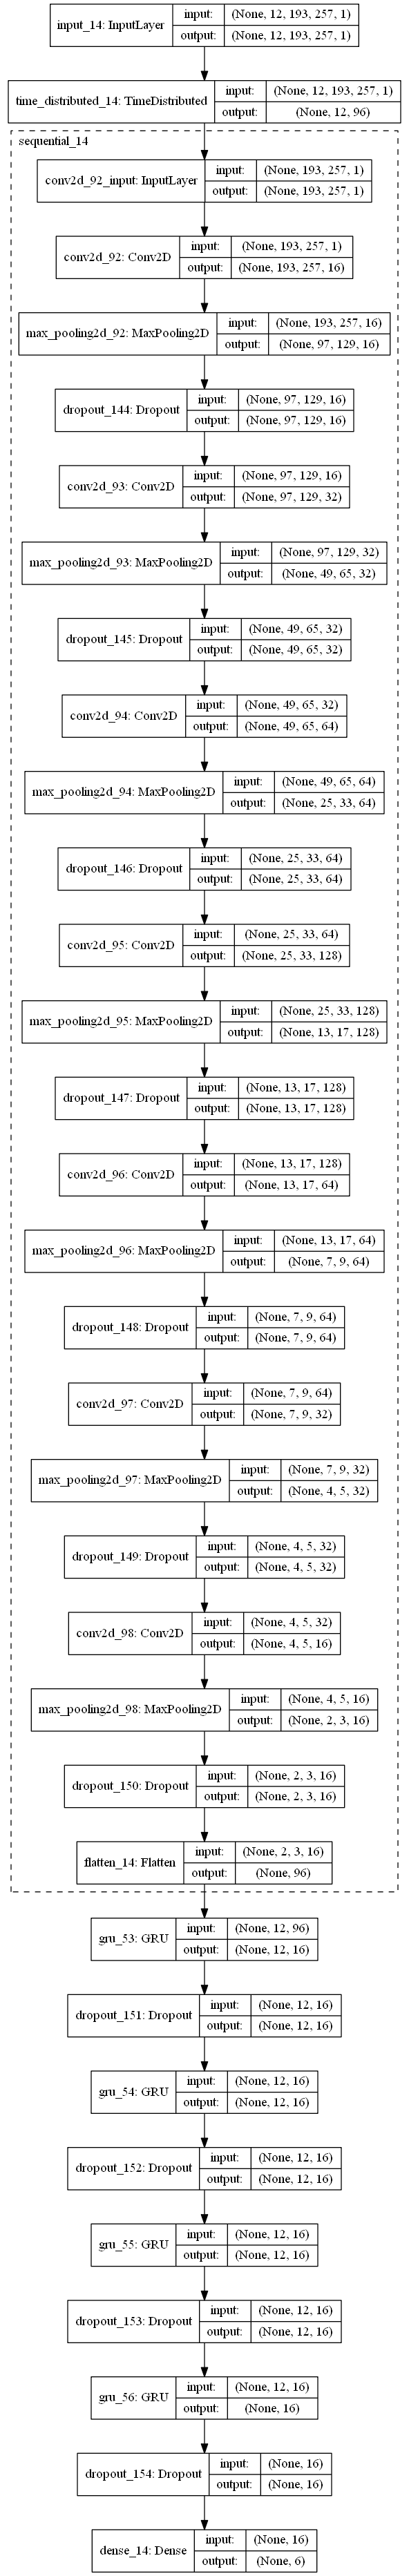 input_14: InputLayer
input:
(None, 12, 193, 257, 1)
output:
(None, 12, 193, 257, 1)
time_distributed_14: TimeDistributed
input:
(None, 12, 193, 257, 1)
output:
(None, 12, 96)
sequential_14
conv2d_92_input: InputLayer
input:
(None, 193, 257, 1)
output:
(None, 193, 257, 1)
conv2d_92: Conv2D
input:
(None, 193, 257, 1)
output:
(None, 193, 257, 16)
max_pooling2d_92: MaxPooling2D
input:
(None, 193, 257, 16)
output:
(None, 97, 129, 16)
dropout_144: Dropout
input:
(None, 97, 129, 16)
output:
(None, 97, 129, 16)
conv2d_93: Conv2D
input:
(None, 97, 129, 16)
output:
(None, 97, 129, 32)
max_pooling2d_93: MaxPooling2D
input:
(None, 97, 129, 32)
output:
(None, 49, 65, 32)
dropout_145: Dropout
input:
(None, 49, 65, 32)
output:
(None, 49, 65, 32)
conv2d_94: Conv2D
input:
(None, 49, 65, 32)
output:
(None, 49, 65, 64)
max_pooling2d_94: MaxPooling2D
input:
(None, 49, 65, 64)
output:
(None, 25, 33, 64)
dropout_146: Dropout
input:
(None, 25, 33, 64)
output:
(None, 25, 33, 64)
conv2d_95: Conv2D
input:
(None, 25, 33, 64)
output:
(None, 25, 33, 128)
max_pooling2d_95: MaxPooling2D
input:
(None, 25, 33, 128)
output:
(None, 13, 17, 128)
dropout_147: Dropout
input:
(None, 13, 17, 128)
output:
(None, 13, 17, 128)
conv2d_96: Conv2D
input:
(None, 13, 17, 128)
output:
(None, 13, 17, 64)
max_pooling2d_96: MaxPooling2D
input:
(None, 13, 17, 64)
output:
(None, 7, 9, 64)
dropout_148: Dropout
input:
(None, 7, 9, 64)
output:
(None, 7, 9, 64)
conv2d_97: Conv2D
input:
(None, 7, 9, 64)
output:
(None, 7, 9, 32)
max_pooling2d_97: MaxPooling2D
input:
(None, 7, 9, 32)
output:
(None, 4, 5, 32)
dropout_149: Dropout
input:
(None, 4, 5, 32)
output:
(None, 4, 5, 32)
conv2d_98: Conv2D
input:
(None, 4, 5, 32)
output:
(None, 4, 5, 16)
max_pooling2d_98: MaxPooling2D
input:
(None, 4, 5, 16)
output:
(None, 2, 3, 16)
dropout_150: Dropout
input:
(None, 2, 3, 16)
output:
(None, 2, 3, 16)
flatten_14: Flatten
input:
(None, 2, 3, 16)
output:
(None, 96)
gru_53: GRU
input:
(None, 12, 96)
output:
(None, 12, 16)
dropout_151: Dropout
input:
(None, 12, 16)
output:
(None, 12, 16)
gru_54: GRU
input:
(None, 12, 16)
output:
(None, 12, 16)
dropout_152: Dropout
input:
(None, 12, 16)
output:
(None, 12, 16)
gru_55: GRU
input:
(None, 12, 16)
output:
(None, 12, 16)
dropout_153: Dropout
input:
(None, 12, 16)
output:
(None, 12, 16)
gru_56: GRU
input:
(None, 12, 16)
output:
(None, 16)
dropout_154: Dropout
input:
(None, 16)
output:
(None, 16)
dense_14: Dense
input:
(None, 16)
output:
(None, 6)